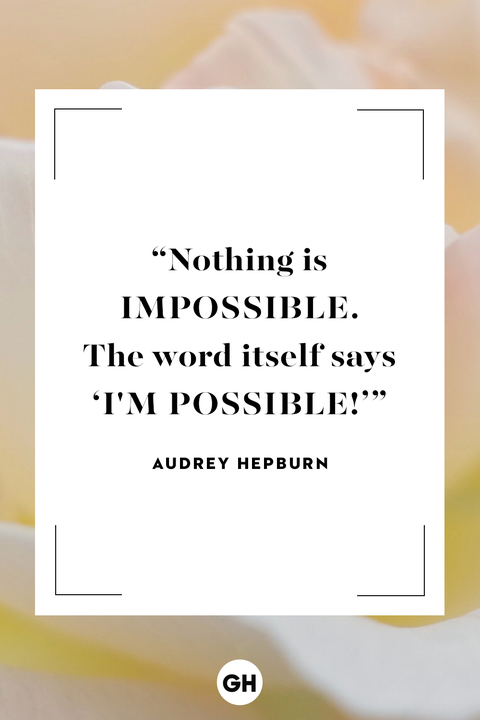 “Nothing is
IMPOSSIBLE.
The word itself says
‘I'M POSSIBLE!’”
AUDREY HEPBURN
GH